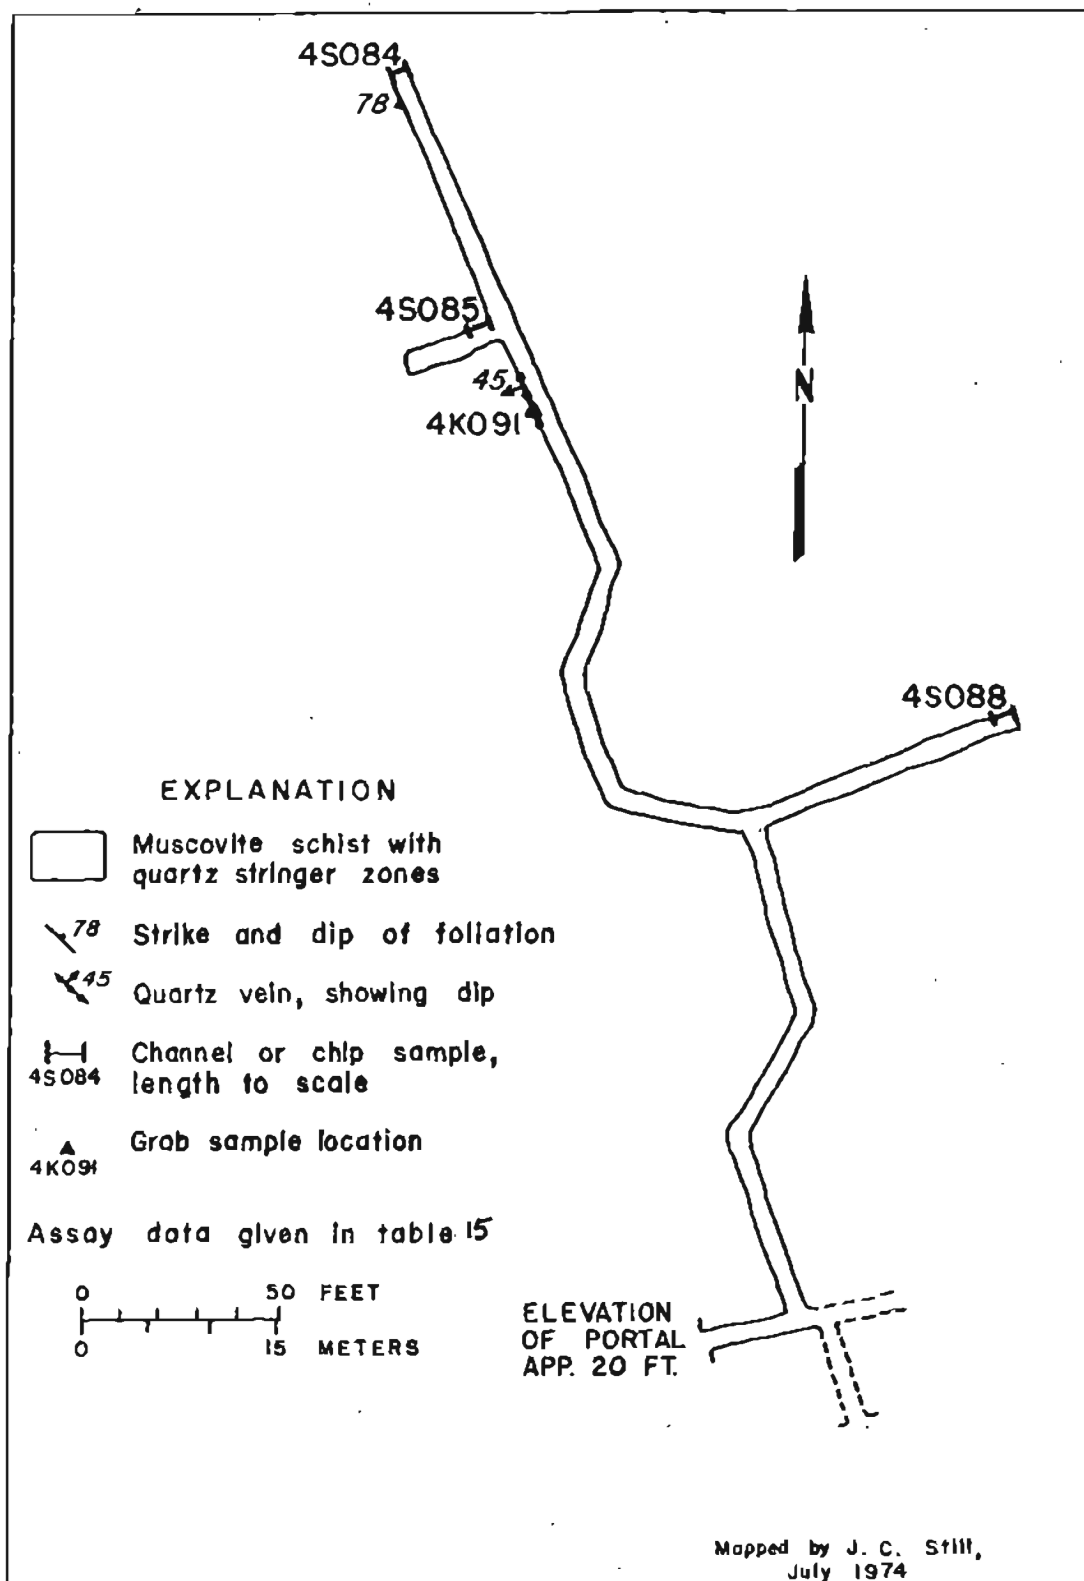 4S084
78
4S085
45
4K091
N
4S088
EXPLANATION
Muscovite schist with
quartz stringer zones
78
Strike and dip of foliation
45
Quartz vein, showing dip
4S084
Channel or chip sample,
length to scale
4K091
Grab sample location
Assay data given in table 15
0 50 FEET
0 15 METERS
ELEVATION
OF PORTAL
APP. 20 FT.
Mapped by J. C. Still,
July 1974